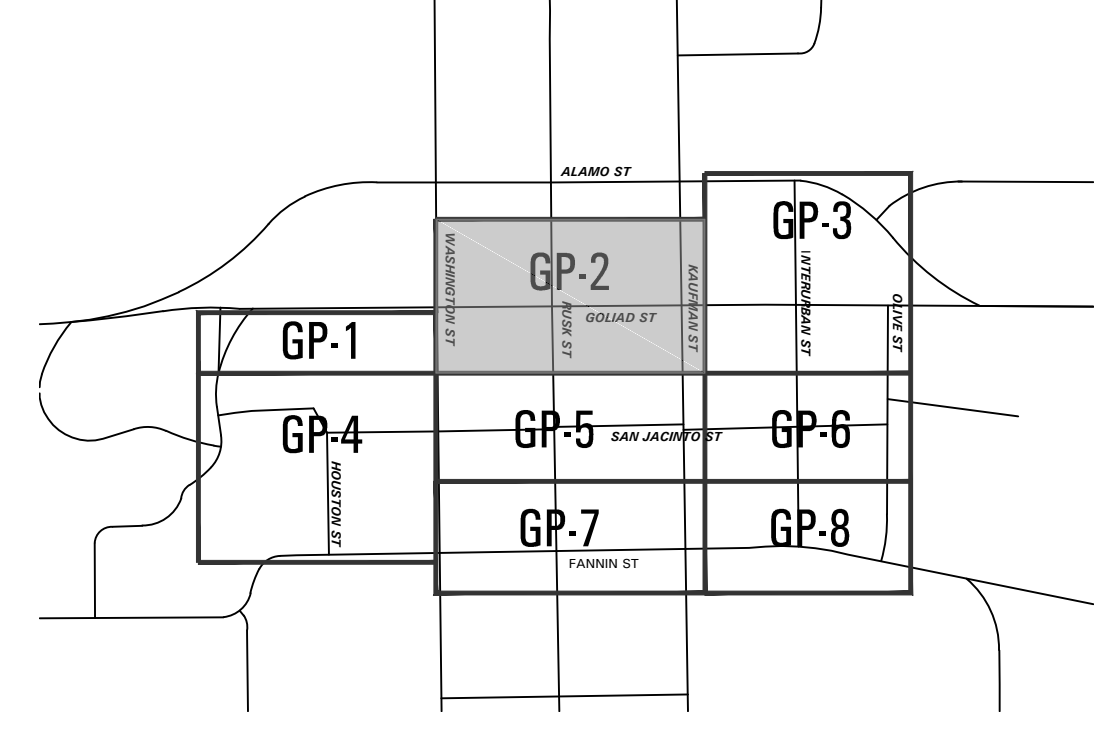 ALAMO ST
GP-3
WASHINGTON ST
GP-2
KAUFMAN ST
INTERURBAN ST
RUSK ST
GOLIAD ST
OLIVE ST
GP-1
GP-4
GP-5
SAN JACINTO ST
GP-6
HOUSTON ST
GP-7
GP-8
FANNIN ST